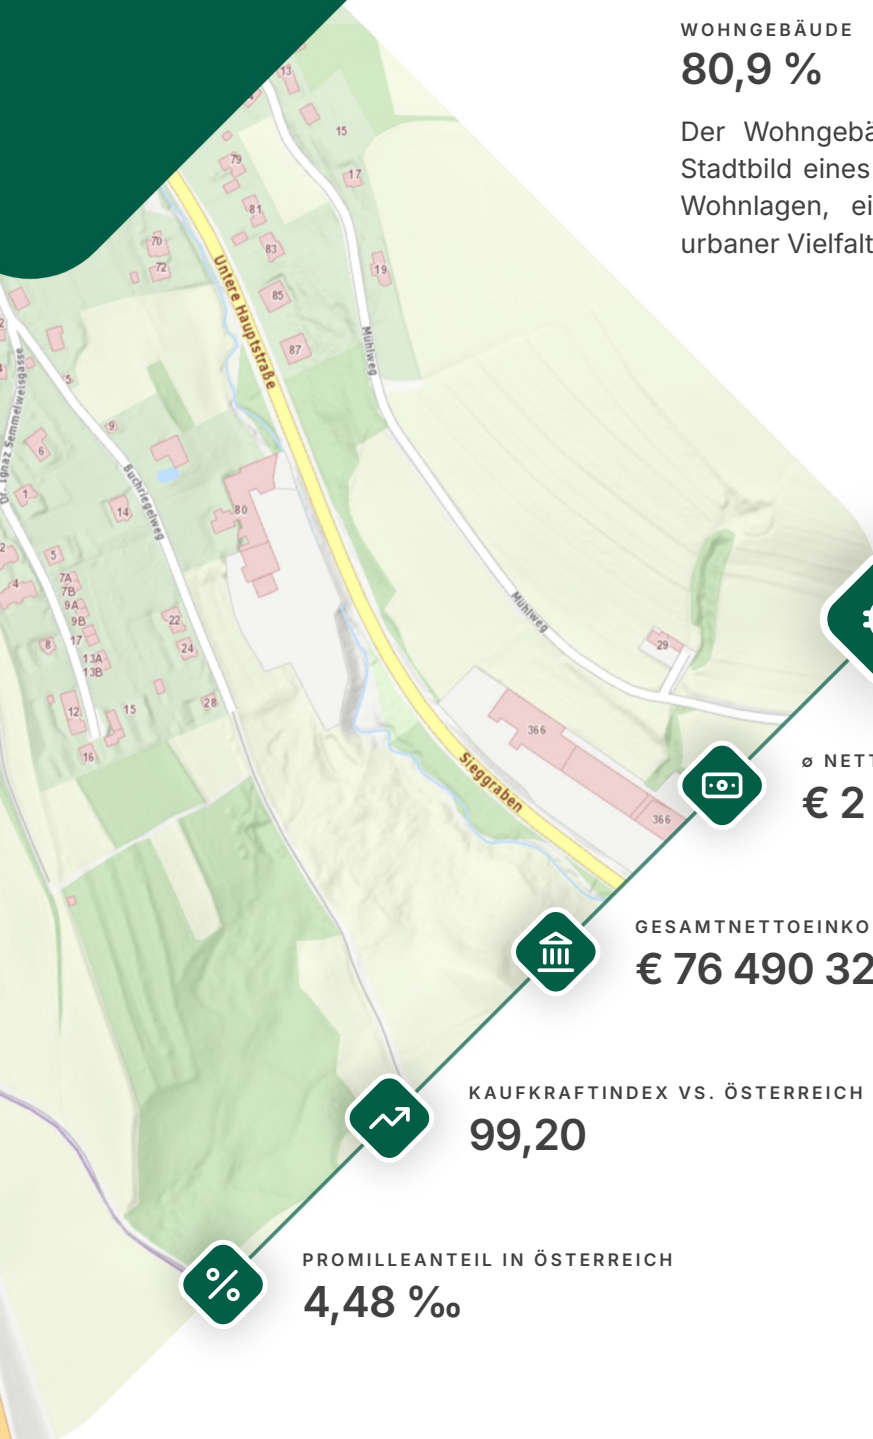 WOHNGEBÄUDE
80,9 %
Der Wohngebä
Stadtbild eines
Wohnlagen, ei
urbaner Vielfalt
13
15
17
79
81
70
83
72
19
85
87
Untere Hauptstraße
Mühlweg
Dr. Ignaz Semmelweisgasse
5
9
6
Buchriegelweg
1
14
80
2
5
4
7A
7B
9A
9B
17
8
22
24
13A
13B
12
15
28
16
Mühlweg
29
366
Sieggraben
366
ø NETT
€ 2
GESAMTNETTOEINKO
€ 76 490 32
KAUFKRAFTINDEX VS. ÖSTERREICH
99,20
PROMILLEANTEIL IN ÖSTERREICH
4,48 ‰